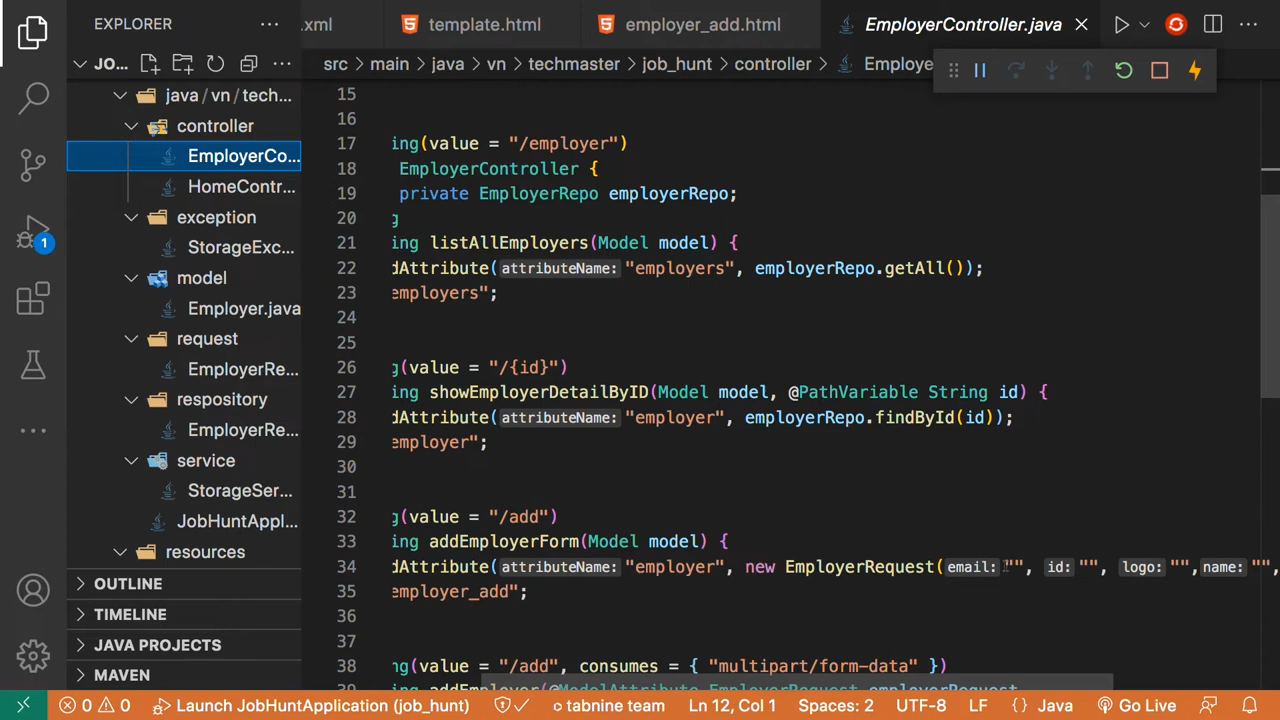 EXPLORER
.xml
template.html
employer_add.html
EmployerController.java
JO...
src > main > java > vn > techmaster > job_hunt > controller > Employe
java / vn / tech...
controller
EmployerCo...
HomeContr...
exception
StorageExc...
model
Employer.java
request
EmployerRe...
respository
EmployerRe...
service
StorageSer...
JobHuntAppl...
resources
OUTLINE
TIMELINE
JAVA PROJECTS
MAVEN
1
15
16
17 ing(value = "/employer")
18 EmployerController {
19 private EmployerRepo employerRepo;
20 g
21 ing listAllEmployers(Model model) {
22 dAttribute(attributeName: "employers", employerRepo.getAll());
23 employers";
24
25
26 g(value = "/{id}")
27 ing showEmployerDetailByID(Model model, @PathVariable String id) {
28 dAttribute(attributeName: "employer", employerRepo.findById(id));
29 employer";
30
31
32 g(value = "/add")
33 ing addEmployerForm(Model model) {
34 dAttribute(attributeName: "employer", new EmployerRequest(email: "", id: "", logo: "",name: "",
35 employer_add";
36
37
38 ng(value = "/add", consumes = { "multipart/form-data" })
39 ing addEmployer(@ModelAttribute EmployerRequest employerRequest
0 0 Launch JobHuntApplication (job_hunt) tabnine team Ln 12, Col 1 Spaces: 2 UTF-8 LF {} Java Go Live